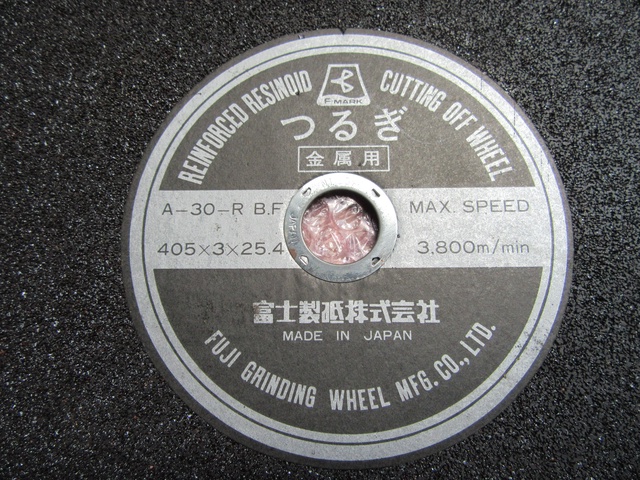 REINFORCED RESINOID CUTTING OFF WHEEL
F-MARK
つるぎ
金属用
A-30-R B.F
MAX. SPEED
405×3×25.4
3,800m/min
富士製砥株式会社
MADE IN JAPAN
FUJI GRINDING WHEEL MFG. CO., LTD.